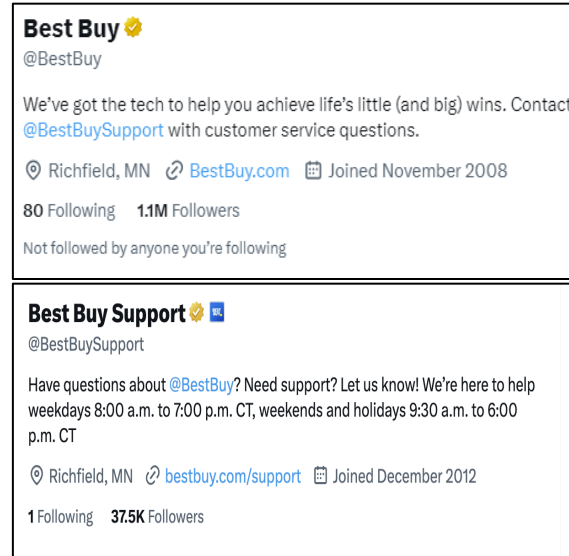 Best Buy
@BestBuy
We’ve got the tech to help you achieve life’s little (and big) wins. Contact
@BestBuySupport with customer service questions.
Richfield, MN BestBuy.com Joined November 2008
80 Following 1.1M Followers
Not followed by anyone you’re following
Best Buy Support
@BestBuySupport
Have questions about @BestBuy? Need support? Let us know! We’re here to help
weekdays 8:00 a.m. to 7:00 p.m. CT, weekends and holidays 9:30 a.m. to 6:00
p.m. CT
Richfield, MN bestbuy.com/support Joined December 2012
1 Following 37.5K Followers